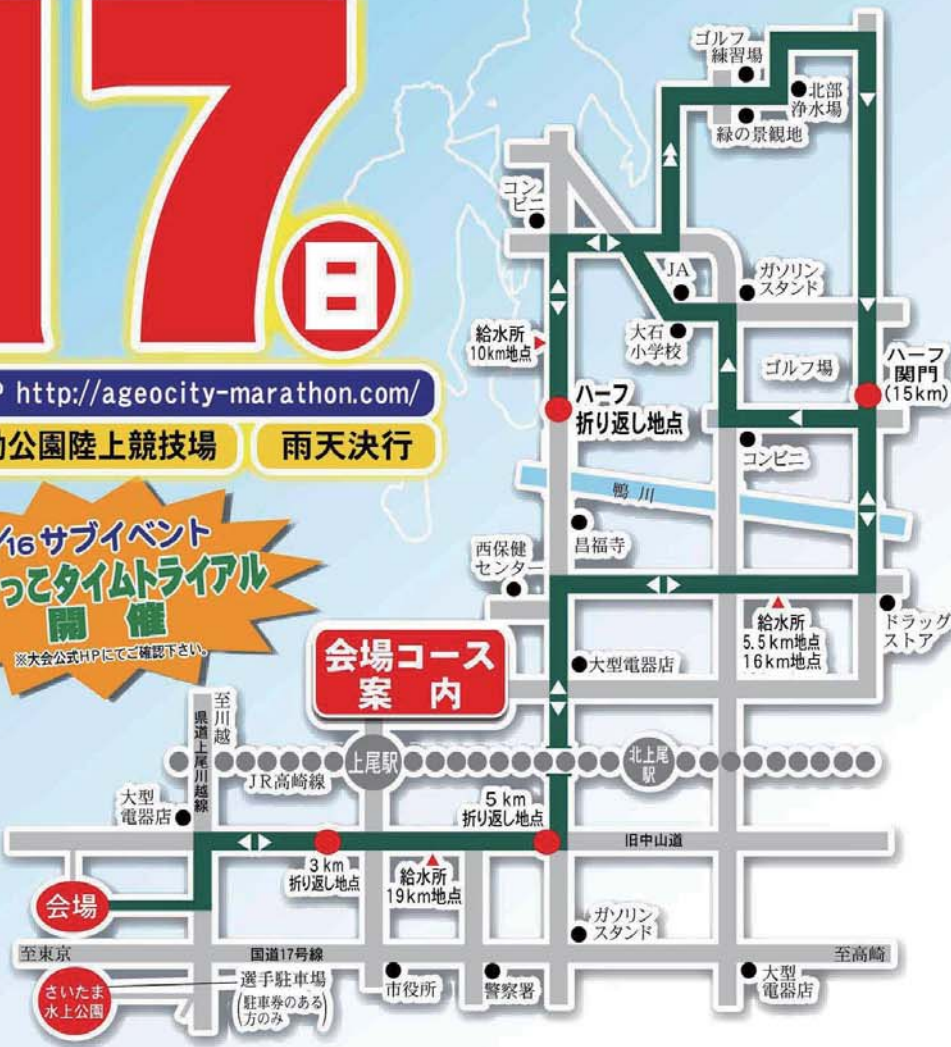 17
日
http://ageocity-marathon.com/
公園陸上競技場
雨天決行
16サブイベント
タイムトライアル
開 催
※大会公式HPにてご確認下さい。
会場コース
案 内
ゴルフ
練習場
北部
浄水場
緑の景観地
コン
ビニ
JA
ガソリン
スタンド
大石
小学校
給水所
10km地点
ゴルフ場
ハーフ
関門
(15km)
ハーフ
折り返し地点
コンビニ
鴨 川
昌福寺
西保健
センター
給水所
5.5km地点
16km地点
ドラッグ
ストア
大型電器店
至川越
県道上尾川越線
上尾駅
北上尾
駅
JR高崎線
大型
電器店
5km
折り返し地点
旧中山道
3km
折り返し地点
給水所
19km地点
会場
ガソリン
スタンド
至東京
国道17号線
至高崎
さいたま
水上公園
選手駐車場
(駐車券のある
方のみ)
市役所
警察署
大型
電器店